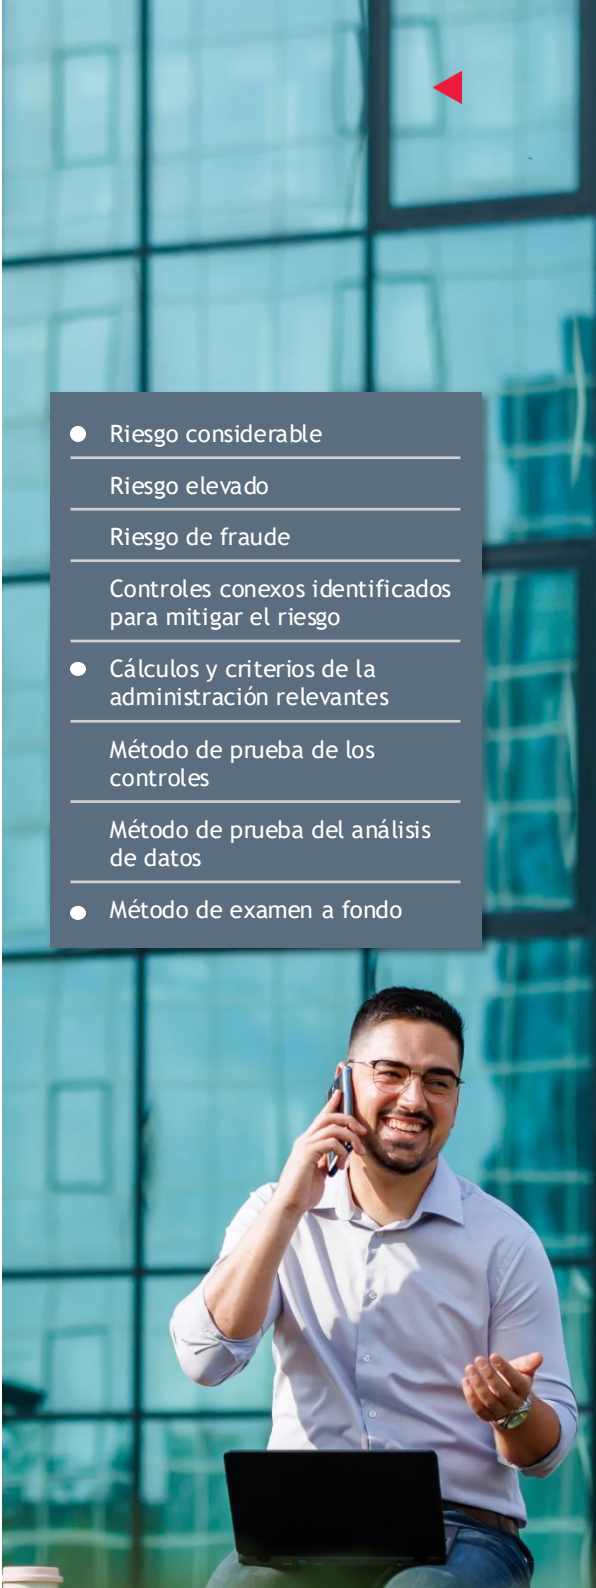 Riesgo considerable
Riesgo elevado
Riesgo de fraude
Controles conexos identificados
para mitigar el riesgo
Cálculos y criterios de la
administración relevantes
Método de prueba de los
controles
Método de prueba del análisis
de datos
Método de examen a fondo